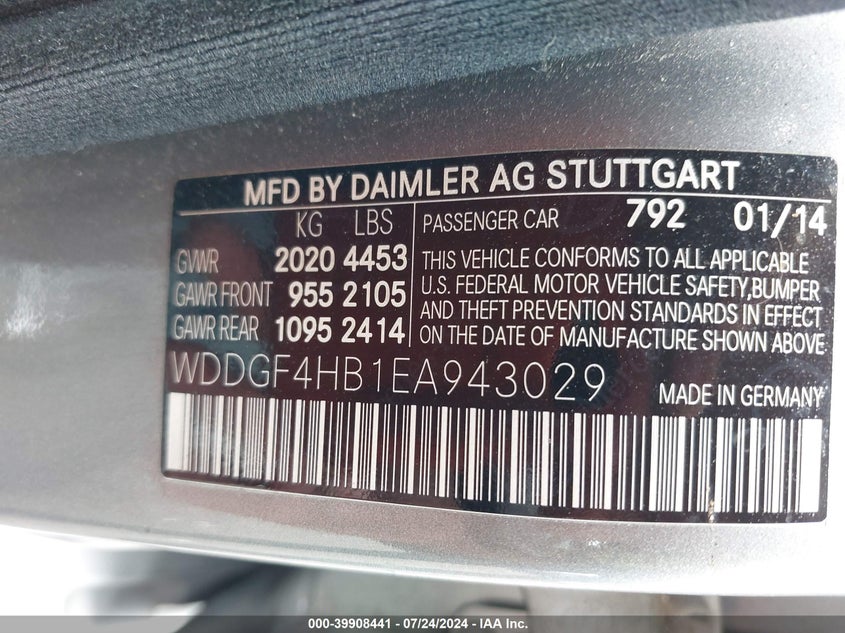 MFD BY DAIMLER AG STUTTGART
KG LBS
GVWR 2020 4453
GAWR FRONT 955 2105
GAWR REAR 1095 2414
PASSENGER CAR 792 01/14
THIS VEHICLE CONFORMS TO ALL APPLICABLE
U.S. FEDERAL MOTOR VEHICLE SAFETY,BUMPER
AND THEFT PREVENTION STANDARDS IN EFFECT
ON THE DATE OF MANUFACTURE SHOWN ABOVE
WDDGF4HB1EA943029
MADE IN GERMANY
000-39908441 - 07/24/2024 - IAA Inc.